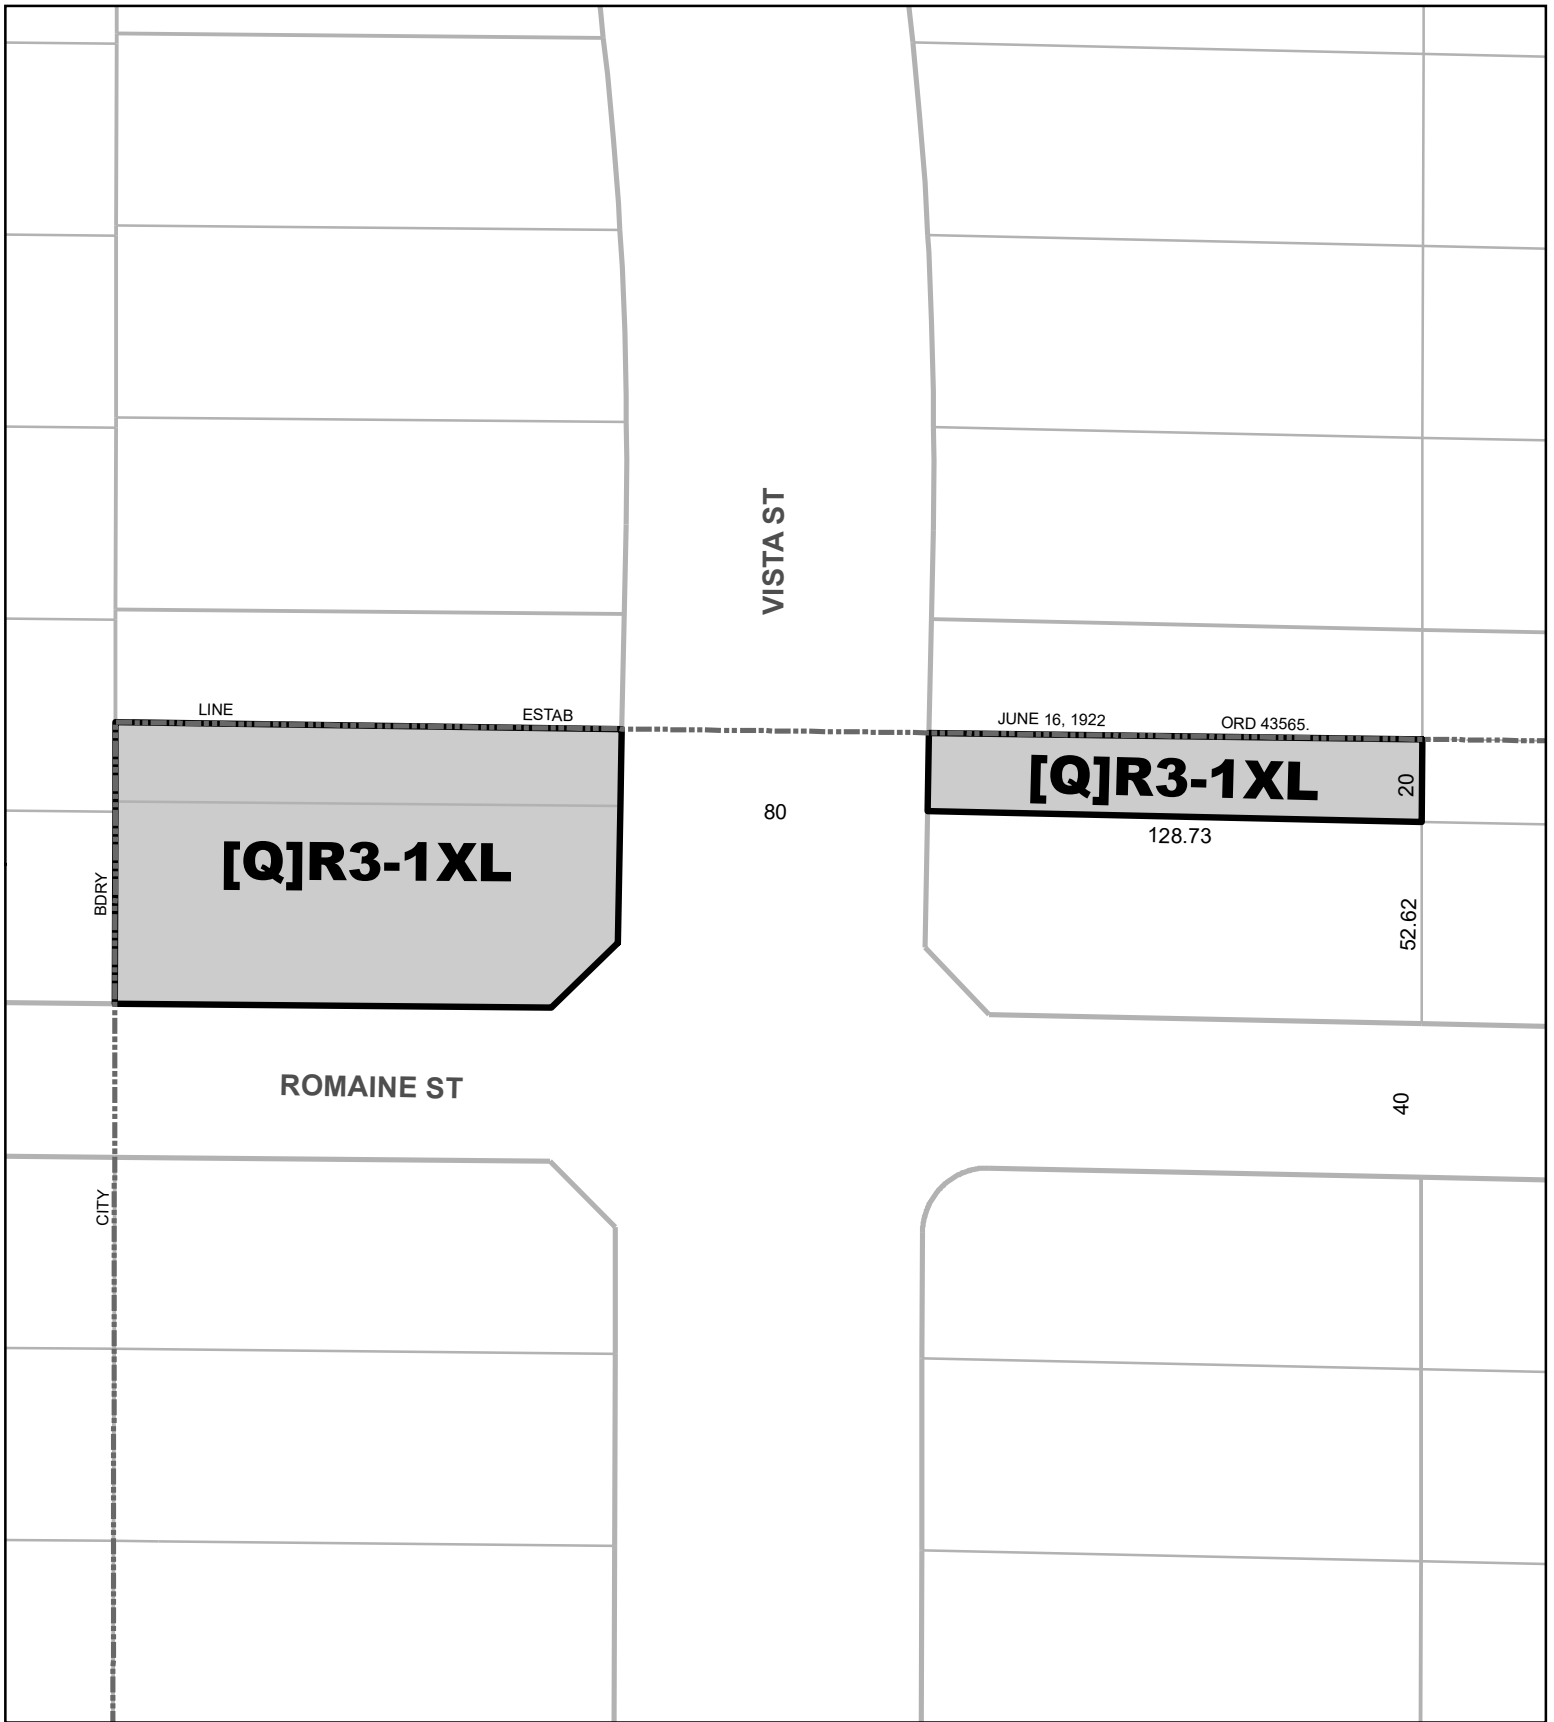 VISTA ST
LINE
ESTAB
JUNE 16, 1922
ORD 43565.
[Q]R3-1XL
20
80
128.73
[Q]R3-1XL
BDRY
52.62
ROMAINE ST
40
CITY